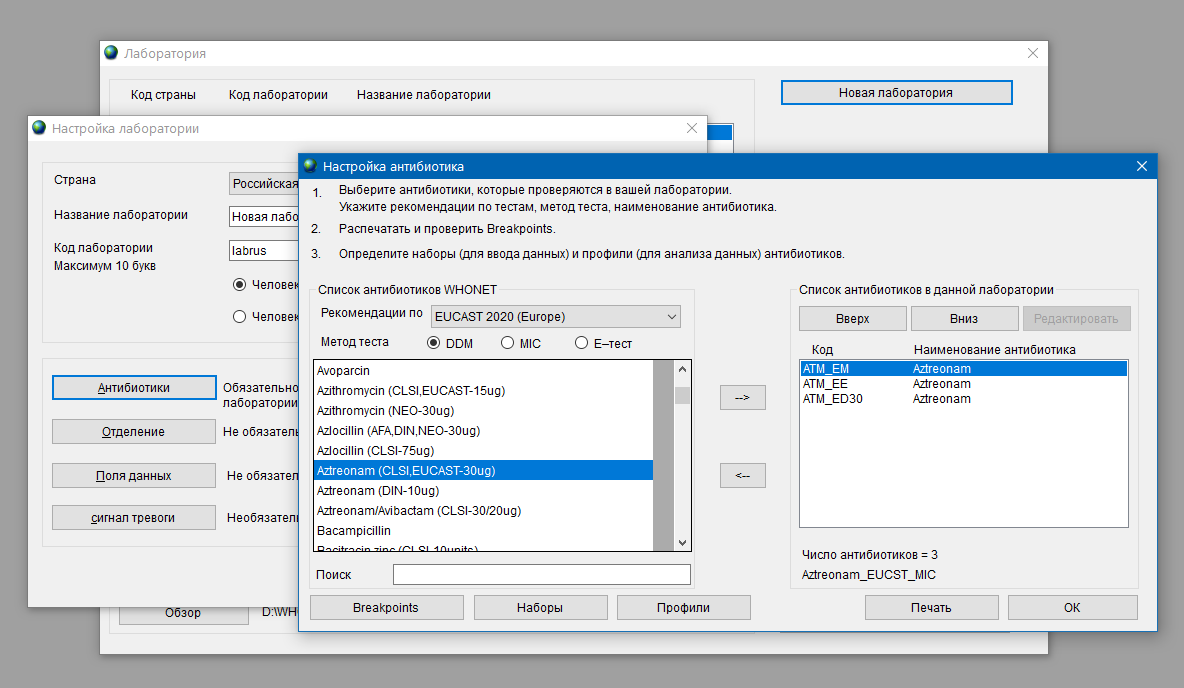 Лаборатория
Код страны Код лаборатории Название лаборатории
Новая лаборатория
Настройка лаборатории
Страна
Российская
Название лаборатории
Новая лабо
Код лаборатории
Максимум 10 букв
labrus
Человек
Человек
Антибиотики
Обязательно
лаборатории
Отделение
Не обязатель
Поля данных
Не обязател
сигнал тревоги
Необязатель
Обзор
D:\WH
Настройка антибиотика
1. Выберите антибиотики, которые проверяются в вашей лаборатории.
Укажите рекомендации по тестам, метод теста, наименование антибиотика.
2. Распечатать и проверить Breakpoints.
3. Определите наборы (для ввода данных) и профили (для анализа данных) антибиотиков.
Список антибиотиков WHONET
Рекомендации по
EUCAST 2020 (Europe)
Метод теста
DDM MIC E–тест
Avoparcin
Azithromycin (CLSI,EUCAST-15ug)
Azithromycin (NEO-30ug)
Azlocillin (AFA,DIN,NEO-30ug)
Azlocillin (CLSI-75ug)
Aztreonam (CLSI,EUCAST-30ug)
Aztreonam (DIN-10ug)
Aztreonam/Avibactam (CLSI-30/20ug)
Bacampicillin
Bacitracin zinc (CLSI-10units)
Поиск
-->
<--
Список антибиотиков в данной лаборатории
Вверх Вниз Редактировать
Код Наименование антибиотика
ATM_EM Aztreonam
ATM_EE Aztreonam
ATM_ED30 Aztreonam
Число антибиотиков = 3
Aztreonam_EUCST_MIC
Breakpoints Наборы Профили Печать ОК